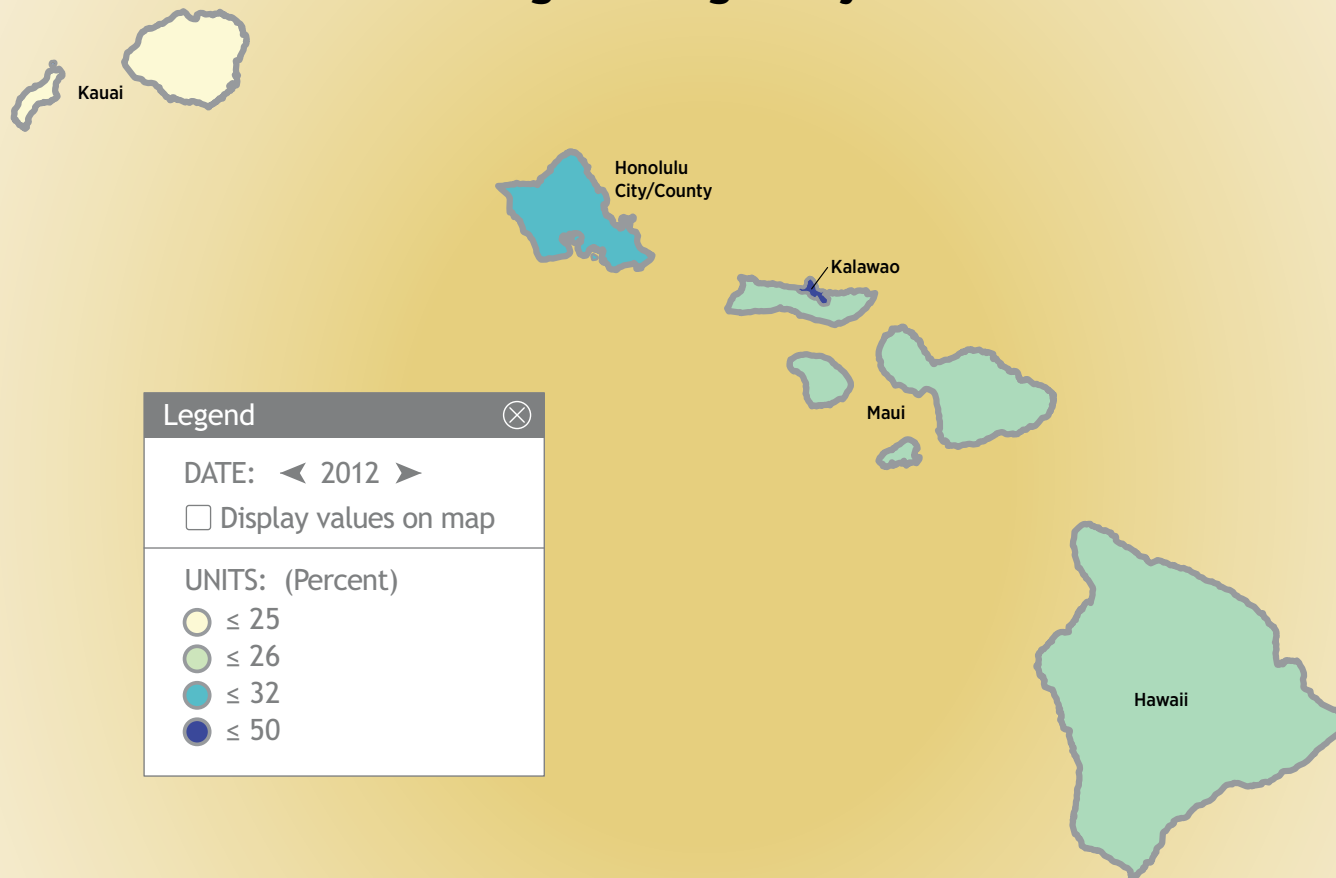 Kauai
Honolulu
City/County
Kalawao
Maui
Hawaii
Legend
DATE: 2012
Display values on map
UNITS: (Percent)
≤ 25
≤ 26
≤ 32
≤ 50